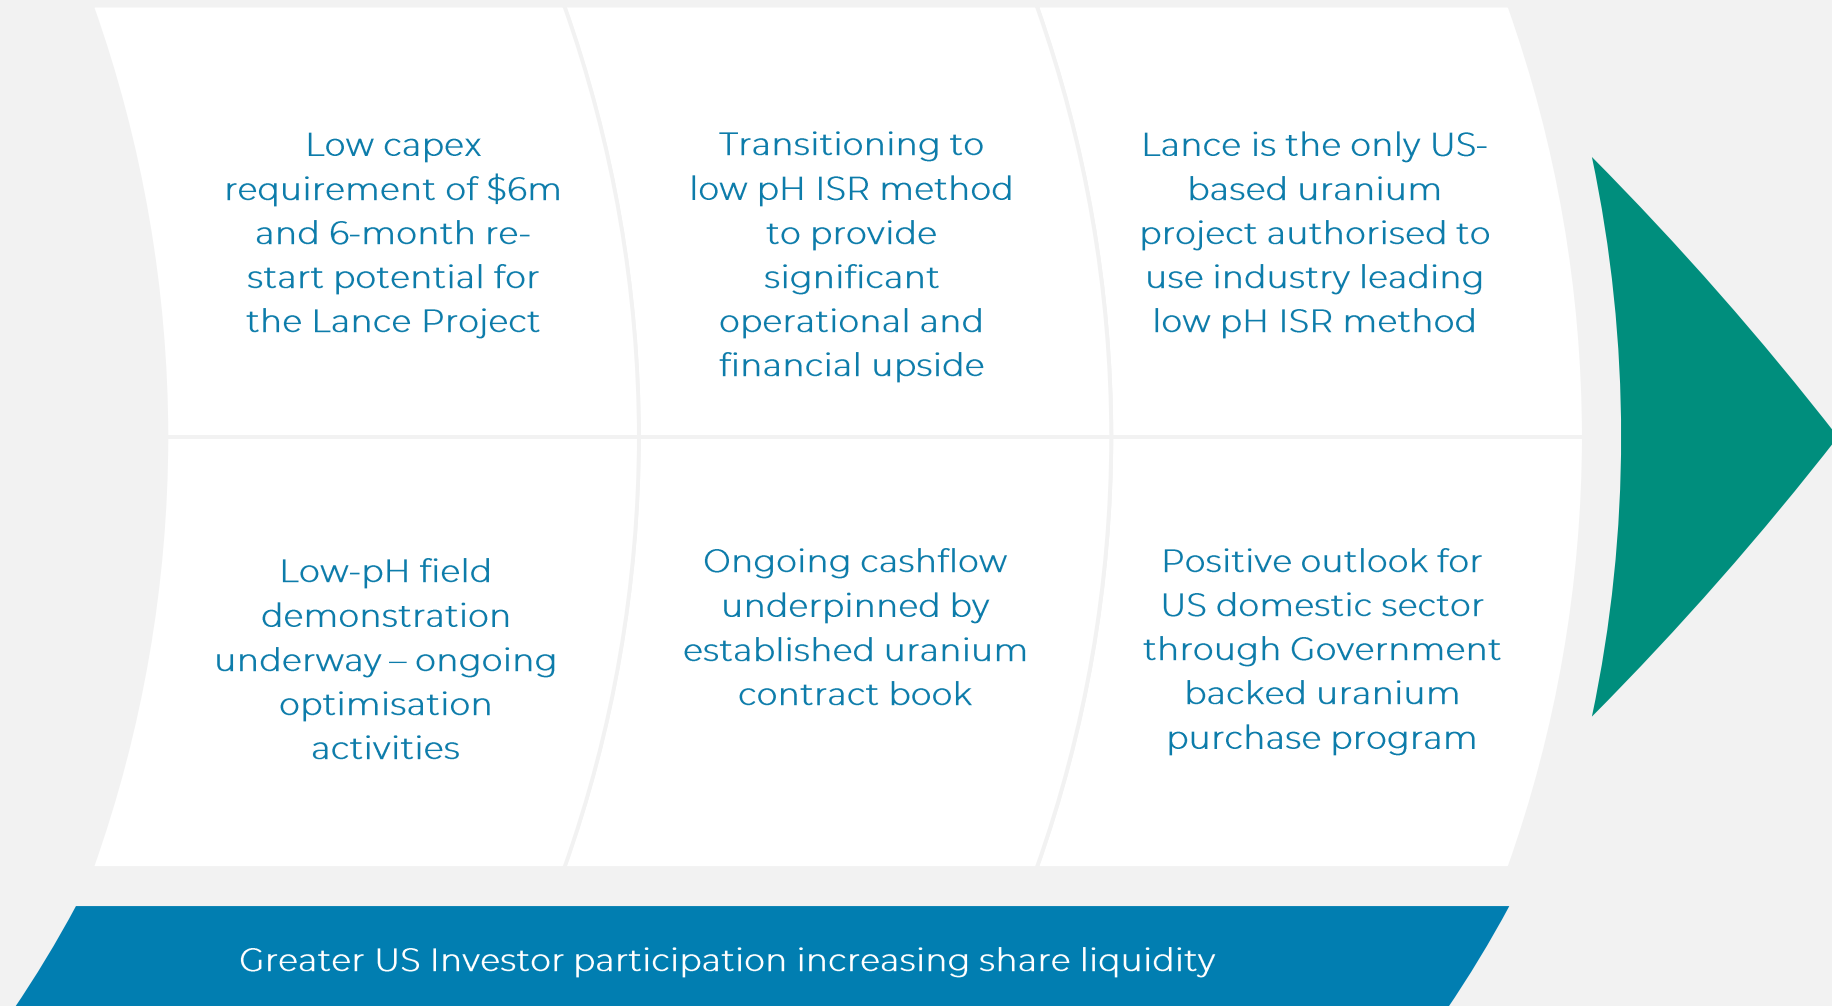 Low capex
requirement of $6m
and 6-month re-
start potential for
the Lance Project
Transitioning to
low pH ISR method
to provide
significant
operational and
financial upside
Lance is the only US-
based uranium
project authorised to
use industry leading
low pH ISR method
Low-pH field
demonstration
underway – ongoing
optimisation
activities
Ongoing cashflow
underpinned by
established uranium
contract book
Positive outlook for
US domestic sector
through Government
backed uranium
purchase program
Greater US Investor participation increasing share liquidity